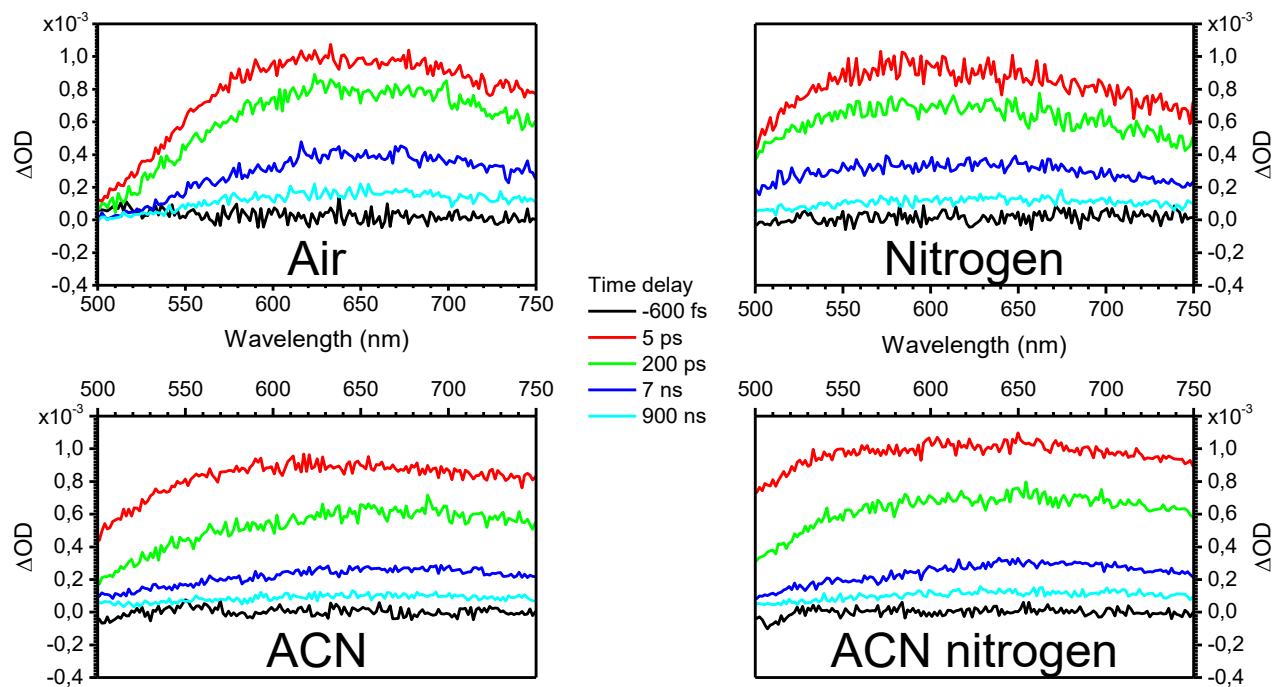 x10-3
1,0
0,8
0,6
0,4
0,2
0,0
-0,2
-0,4
ΔOD
Air
500 550 600 650 700 750
Wavelength (nm)
x10-3
1,0
0,8
0,6
0,4
0,2
0,0
-0,2
-0,4
ΔOD
Nitrogen
500 550 600 650 700 750
Wavelength (nm)
Time delay
-600 fs
5 ps
200 ps
7 ns
900 ns
500 550 600 650 700 750
x10-3
1,0
0,8
0,6
0,4
0,2
0,0
-0,2
-0,4
ΔOD
ACN
500 550 600 650 700 750
x10-3
1,0
0,8
0,6
0,4
0,2
0,0
-0,2
-0,4
ΔOD
ACN nitrogen